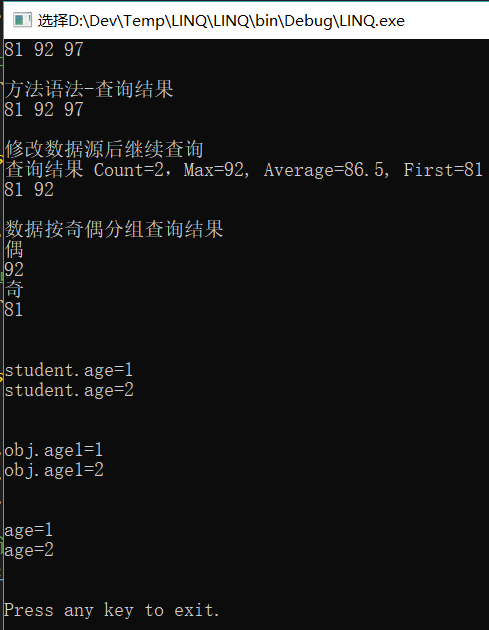 选择D:\Dev\Temp\LINQ\LINQ\bin\Debug\LINQ.exe
81 92 97
方法语法-查询结果
81 92 97
修改数据源后继续查询
查询结果 Count=2, Max=92, Average=86.5, First=81
81 92
数据按奇偶分组查询结果
偶
92
奇
81
student.age=1
student.age=2
obj.age1=1
obj.age1=2
age=1
age=2
Press any key to exit.